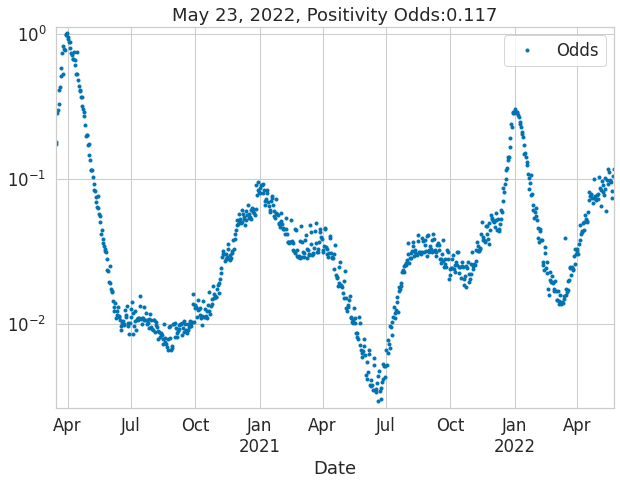 May 23, 2022, Positivity Odds:0.117
Odds
10⁰
10⁻¹
10⁻²
Apr Jul Oct Jan Apr Jul Oct Jan Apr
2021 2022
Date